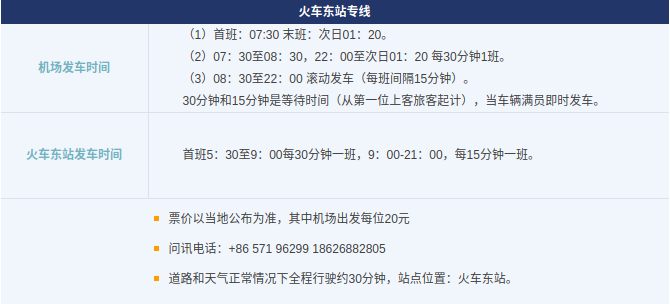 火车东站专线
机场发车时间
（1）首班：07:30 末班：次日01：20。
（2）07：30至08：30，22：00至次日01：20 每30分钟1班。
（3）08：30至22：00 滚动发车（每班间隔15分钟）。
30分钟和15分钟是等待时间（从第一位上客旅客起计），当车辆满员即时发车。
火车东站发车时间
首班5：30至9：00每30分钟一班，9：00-21：00，每15分钟一班。
票价以当地公布为准，其中机场出发每位20元
问讯电话：+86 571 96299 18626882805
道路和天气正常情况下全程行驶约30分钟，站点位置：火车东站。